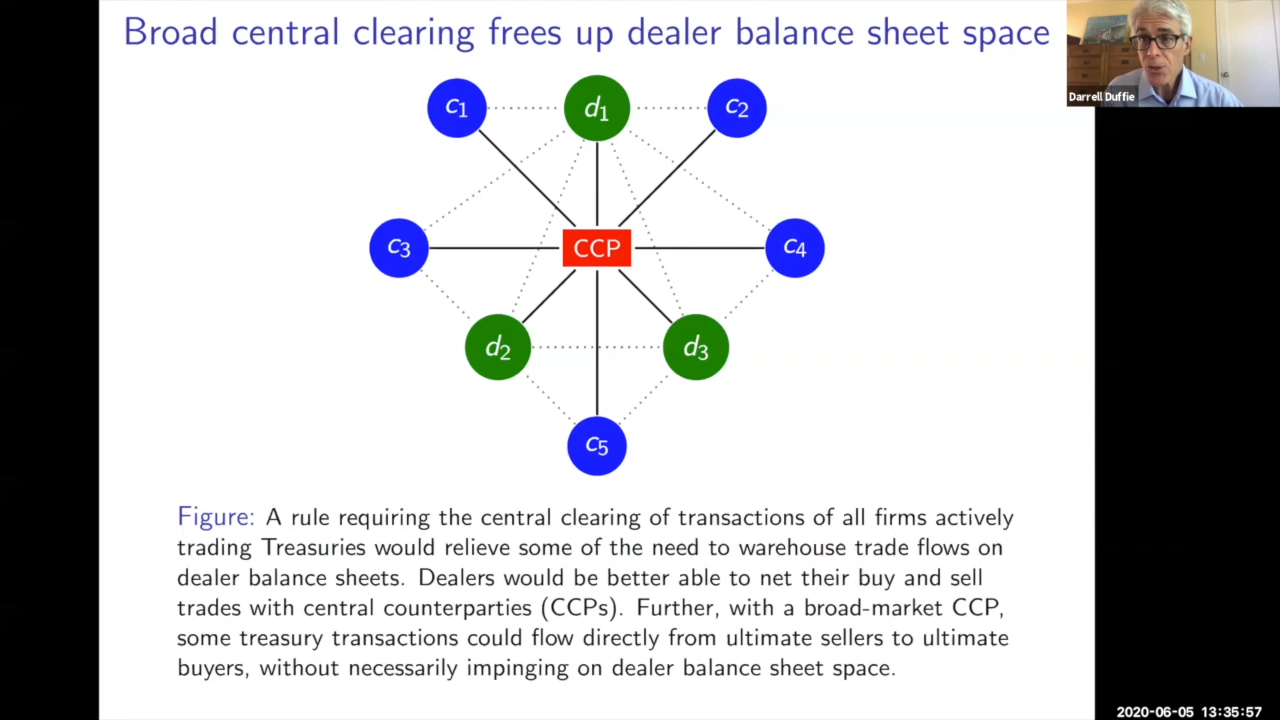 Broad central clearing frees up dealer balance sheet space
Darrell Duffie
c1
d1
c2
c3
CCP
c4
d2
d3
c5
Figure: A rule requiring the central clearing of transactions of all firms actively
trading Treasuries would relieve some of the need to warehouse trade flows on
dealer balance sheets. Dealers would be better able to net their buy and sell
trades with central counterparties (CCPs). Further, with a broad-market CCP,
some treasury transactions could flow directly from ultimate sellers to ultimate
buyers, without necessarily impinging on dealer balance sheet space.
2020-06-05 13:35:57